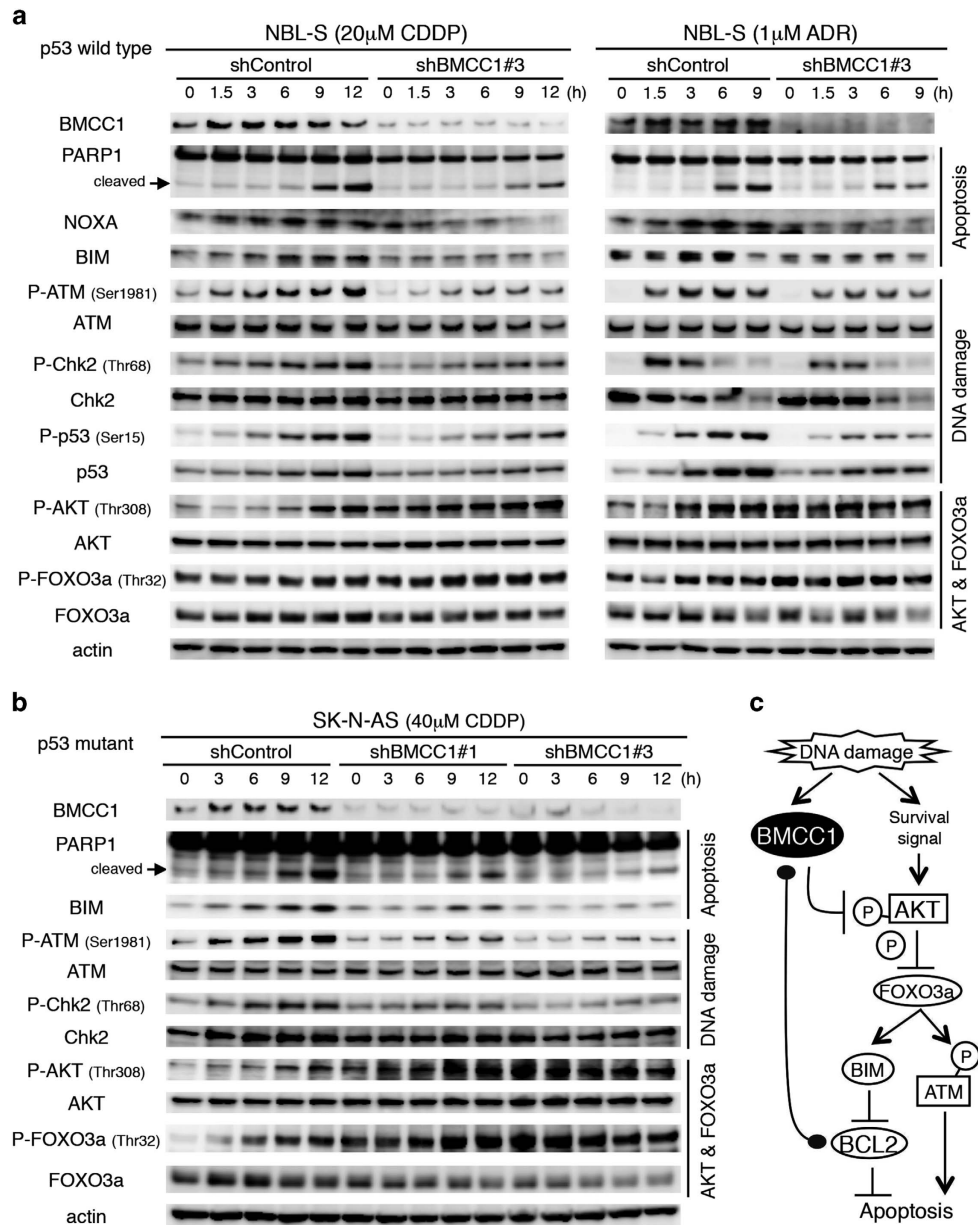 a
p53 wild type
NBL-S (20μM CDDP)
shControl shBMCC1#3
0 1.5 3 6 9 12 0 1.5 3 6 9 12 (h)
NBL-S (1μM ADR)
shControl shBMCC1#3
0 1.5 3 6 9 0 1.5 3 6 9 (h)
BMCC1
PARP1
cleaved
NOXA
BIM
P-ATM (Ser1981)
ATM
P-Chk2 (Thr68)
Chk2
P-p53 (Ser15)
p53
P-AKT (Thr308)
AKT
P-FOXO3a (Thr32)
FOXO3a
actin
Apoptosis
DNA damage
AKT & FOXO3a
b
p53 mutant
SK-N-AS (40μM CDDP)
shControl shBMCC1#1 shBMCC1#3
0 3 6 9 12 0 3 6 9 12 0 3 6 9 12 (h)
BMCC1
PARP1
cleaved
BIM
P-ATM (Ser1981)
ATM
P-Chk2 (Thr68)
Chk2
P-AKT (Thr308)
AKT
P-FOXO3a (Thr32)
FOXO3a
actin
Apoptosis
DNA damage
AKT & FOXO3a
c
DNA damage
BMCC1
Survival
signal
P
AKT
P
FOXO3a
BIM
P
ATM
BCL2
Apoptosis